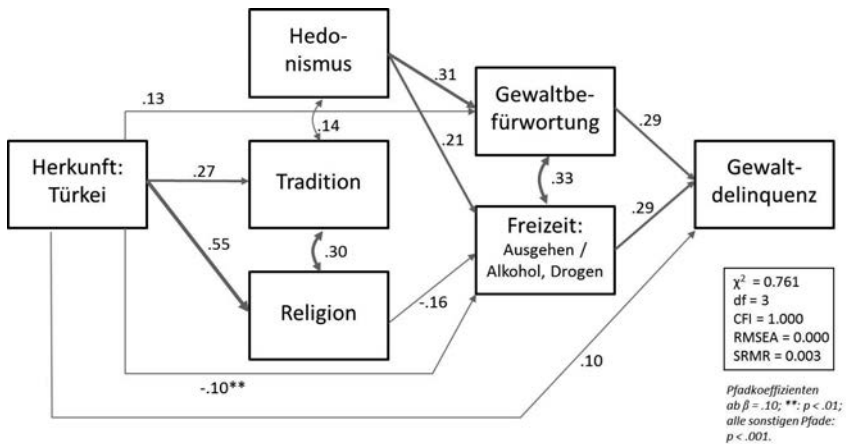 Hedo-
nismus
.31
Gewaltbe-
fürwortung
.13
.14
.21
.29
Herkunft:
Türkei
.27
Tradition
.33
Gewalt-
delinquenz
.55
.30
Freizeit:
Ausgehen /
Alkohol, Drogen
.29
Religion
-.16
-.10**
.10
χ² = 0.761
df = 3
CFI = 1.000
RMSEA = 0.000
SRMR = 0.003
Pfadkoeffizienten
ab β = .10; **: p < .01;
alle sonstigen Pfade:
p < .001.